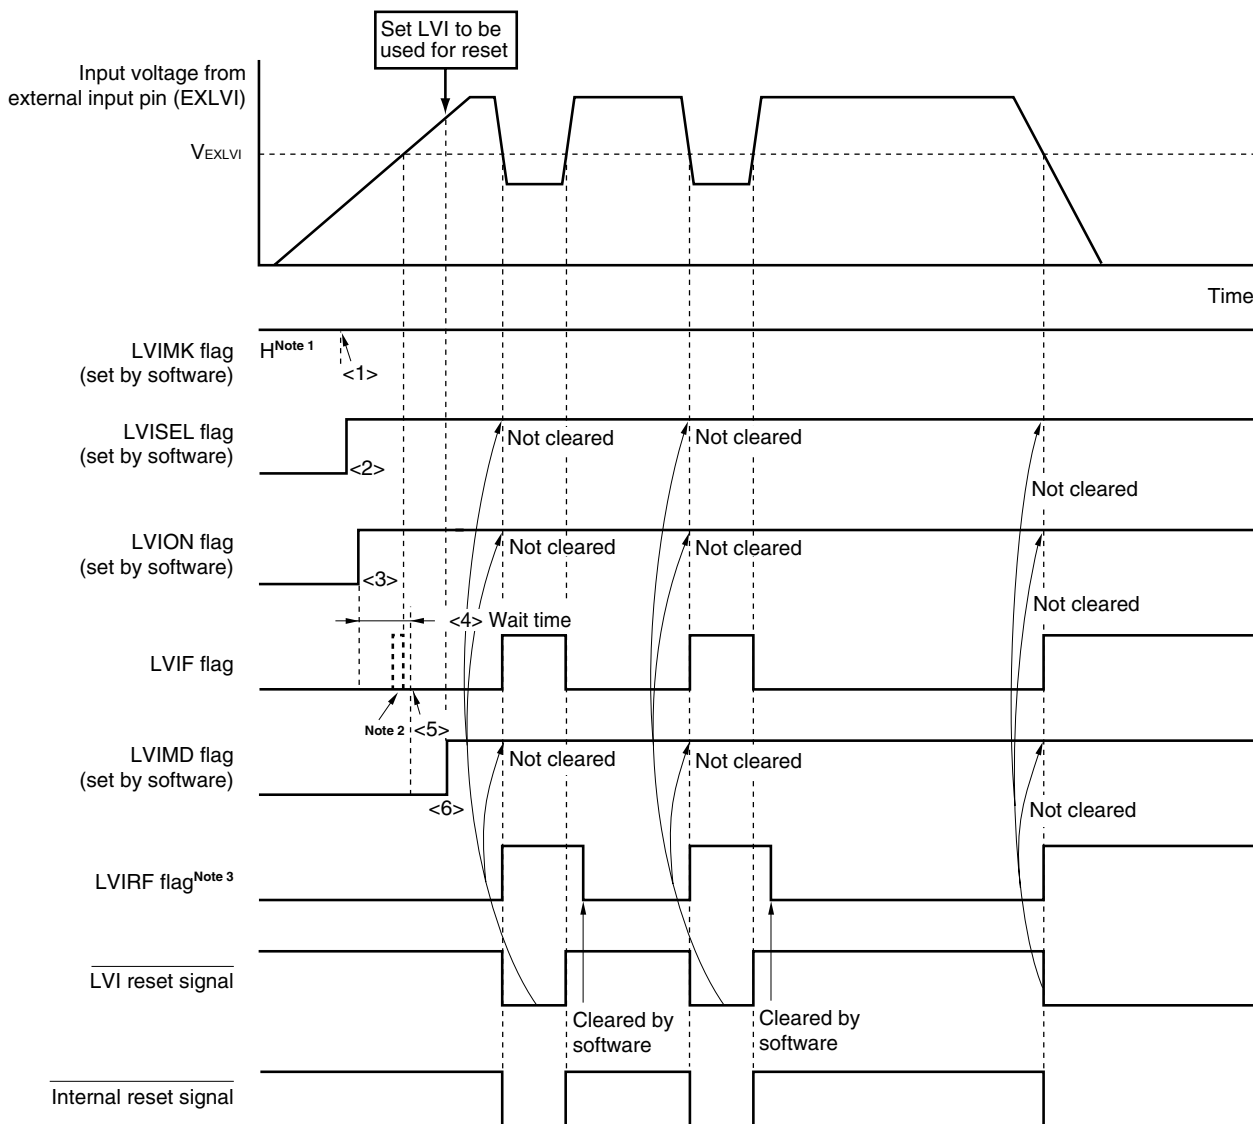 Set LVI to be
used for reset
Input voltage from
external input pin (EXLVI)
VEXLVI
Time
LVIMK flag
(set by software)
H Note 1
<1>
LVISEL flag
(set by software)
<2>
Not cleared
Not cleared
Not cleared
LVION flag
(set by software)
<3>
Not cleared
Not cleared
Not cleared
<4> Wait time
LVIF flag
Note 2
<5>
LVIMD flag
(set by software)
<6>
Not cleared
Not cleared
Not cleared
LVIRF flag Note 3
LVI reset signal
Cleared by
software
Cleared by
software
Internal reset signal